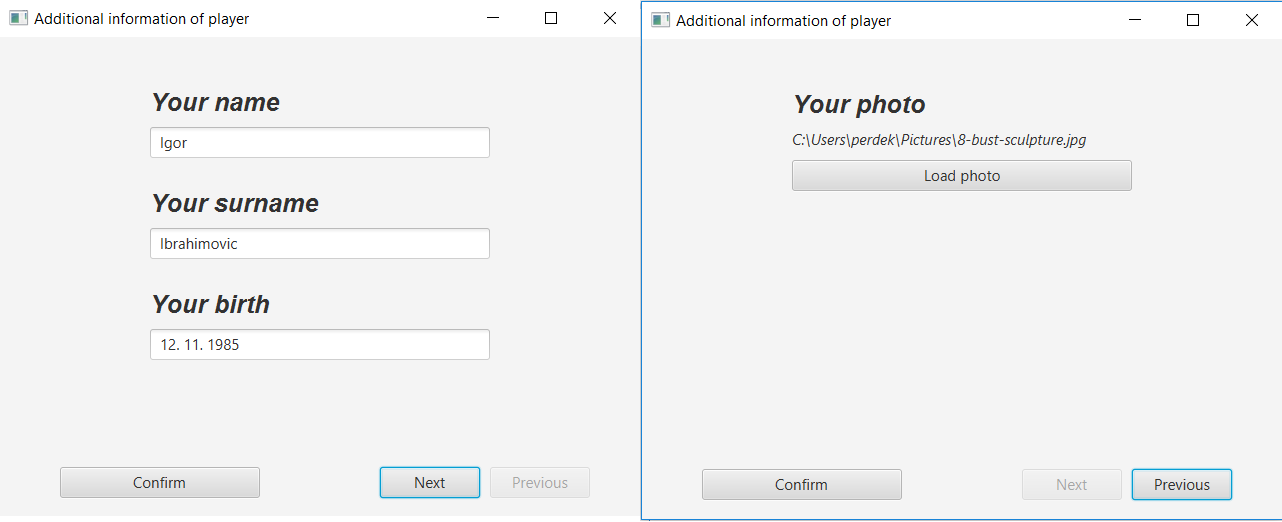 Additional information of player
Your name
Igor
Your surname
Ibrahimovic
Your birth
12. 11. 1985
Confirm
Next
Previous
Additional information of player
Your photo
C:\Users\perdek\Pictures\8-bust-sculpture.jpg
Load photo
Confirm
Next
Previous